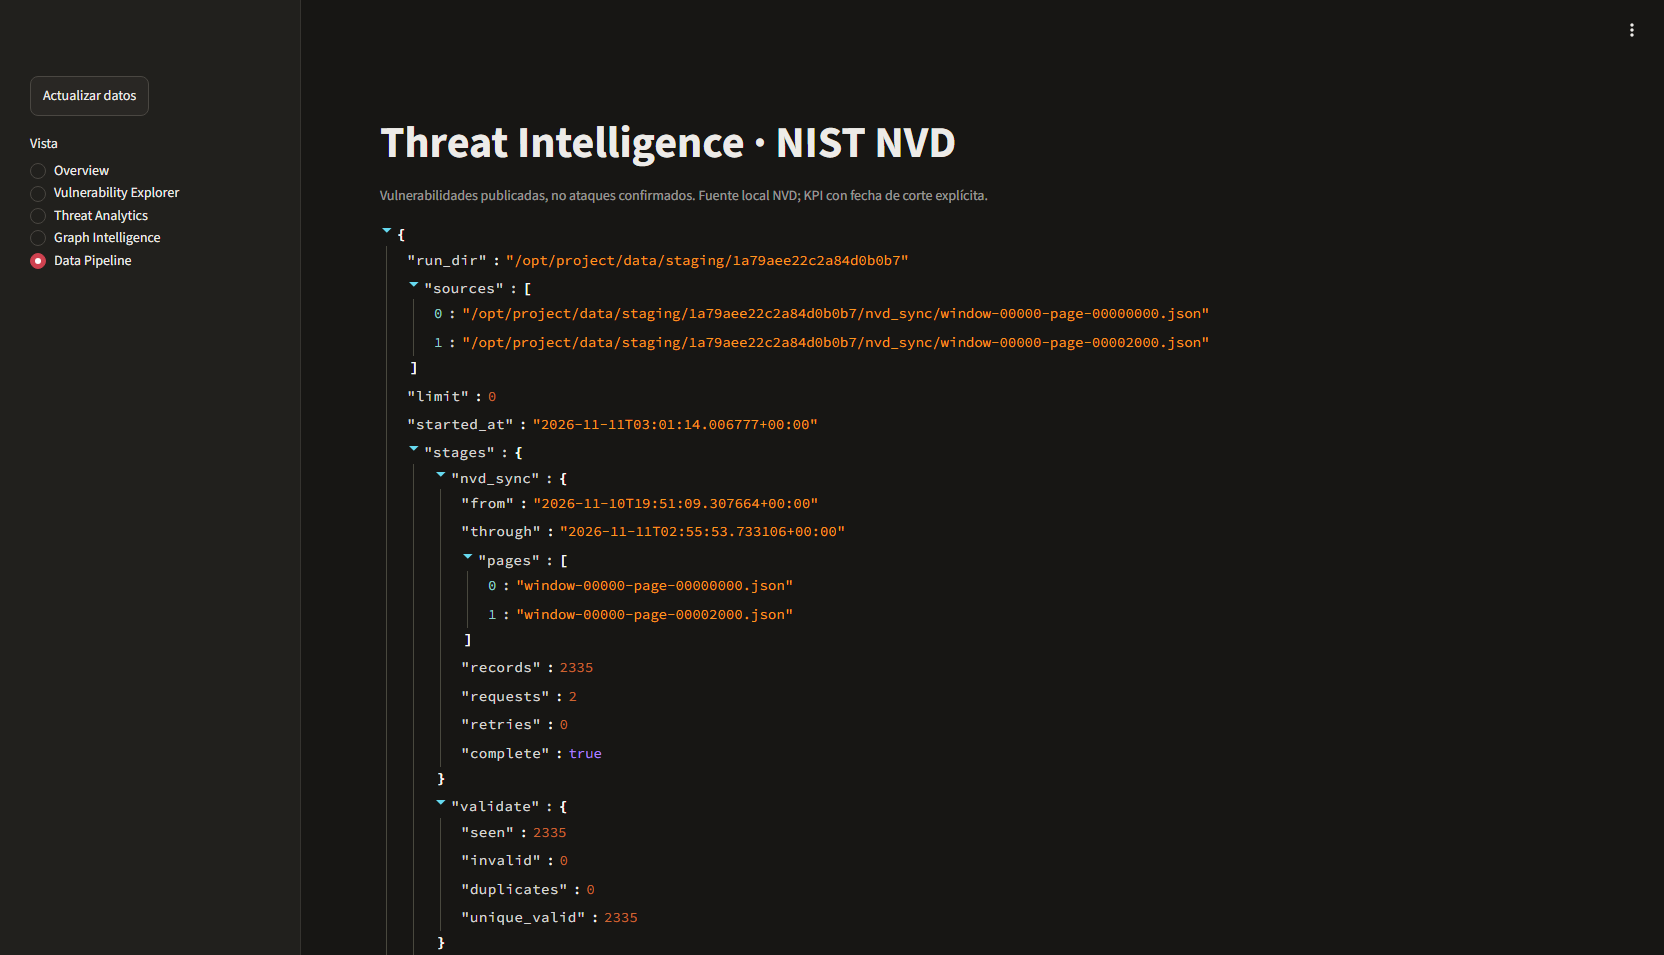 Actualizar datos
Vista
Overview
Vulnerability Explorer
Threat Analytics
Graph Intelligence
Data Pipeline
Threat Intelligence · NIST NVD
Vulnerabilidades publicadas, no ataques confirmados. Fuente local NVD; KPI con fecha de corte explícita.
{
"run_dir" : "/opt/project/data/staging/1a79aee22c2a84d0b0b7"
"sources" : [
0 : "/opt/project/data/staging/1a79aee22c2a84d0b0b7/nvd_sync/window-00000-page-00000000.json"
1 : "/opt/project/data/staging/1a79aee22c2a84d0b0b7/nvd_sync/window-00000-page-00002000.json"
]
"limit" : 0
"started_at" : "2026-11-11T03:01:14.006777+00:00"
"stages" : {
"nvd_sync" : {
"from" : "2026-11-10T19:51:09.307664+00:00"
"through" : "2026-11-11T02:55:53.733106+00:00"
"pages" : [
0 : "window-00000-page-00000000.json"
1 : "window-00000-page-00002000.json"
]
"records" : 2335
"requests" : 2
"retries" : 0
"complete" : true
}
"validate" : {
"seen" : 2335
"invalid" : 0
"duplicates" : 0
"unique_valid" : 2335
}